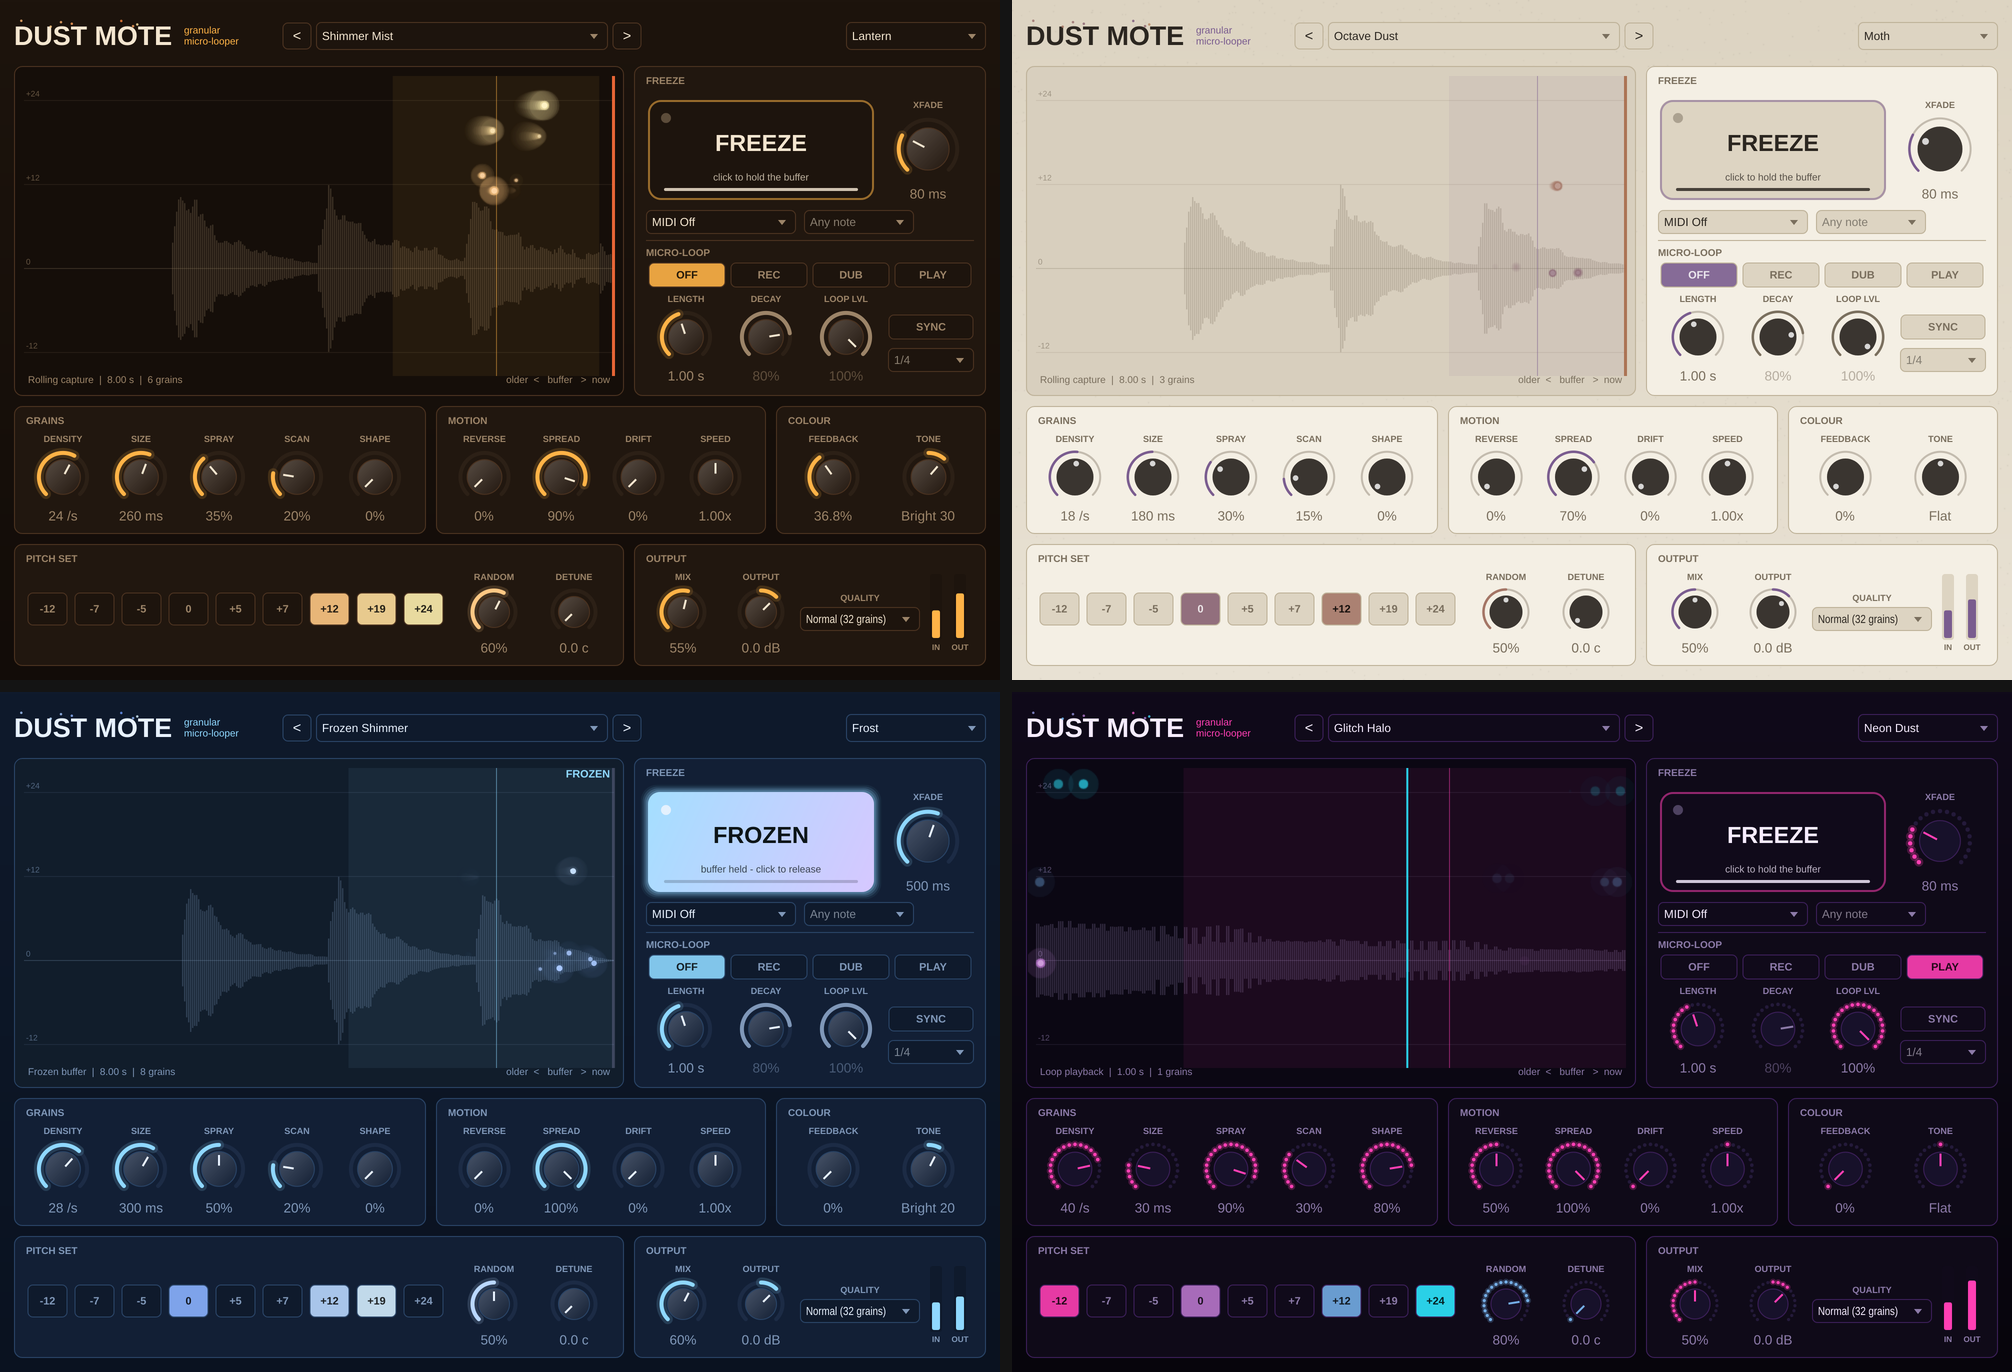 DUST MOTE
granular
micro-looper
<
Shimmer Mist
>
Lantern
+24
+12
0
-12
Rolling capture | 8.00 s | 6 grains
older < buffer > now
FREEZE
FREEZE
click to hold the buffer
XFADE
80 ms
MIDI Off
Any note
MICRO-LOOP
OFF REC DUB PLAY
LENGTH DECAY LOOP LVL
SYNC
1/4
1.00 s 80% 100%
GRAINS
DENSITY SIZE SPRAY SCAN SHAPE
24 /s 260 ms 35% 20% 0%
MOTION
REVERSE SPREAD DRIFT SPEED
0% 90% 0% 1.00x
COLOUR
FEEDBACK TONE
36.8% Bright 30
PITCH SET
-12 -7 -5 0 +5 +7 +12 +19 +24
RANDOM DETUNE
60% 0.0 c
OUTPUT
MIX OUTPUT
55% 0.0 dB
QUALITY
Normal (32 grains)
IN OUT
DUST MOTE
granular
micro-looper
<
Octave Dust
>
Moth
+24
+12
0
-12
Rolling capture | 8.00 s | 3 grains
older < buffer > now
FREEZE
FREEZE
click to hold the buffer
XFADE
80 ms
MIDI Off
Any note
MICRO-LOOP
OFF REC DUB PLAY
LENGTH DECAY LOOP LVL
SYNC
1/4
1.00 s 80% 100%
GRAINS
DENSITY SIZE SPRAY SCAN SHAPE
18 /s 180 ms 30% 15% 0%
MOTION
REVERSE SPREAD DRIFT SPEED
0% 70% 0% 1.00x
COLOUR
FEEDBACK TONE
0% Flat
PITCH SET
-12 -7 -5 0 +5 +7 +12 +19 +24
RANDOM DETUNE
50% 0.0 c
OUTPUT
MIX OUTPUT
50% 0.0 dB
QUALITY
Normal (32 grains)
IN OUT
DUST MOTE
granular
micro-looper
<
Frozen Shimmer
>
Frost
FROZEN
+24
+12
0
-12
Frozen buffer | 8.00 s | 8 grains
older < buffer > now
FREEZE
FROZEN
buffer held - click to release
XFADE
500 ms
MIDI Off
Any note
MICRO-LOOP
OFF REC DUB PLAY
LENGTH DECAY LOOP LVL
SYNC
1/4
1.00 s 80% 100%
GRAINS
DENSITY SIZE SPRAY SCAN SHAPE
28 /s 300 ms 50% 20% 0%
MOTION
REVERSE SPREAD DRIFT SPEED
0% 100% 0% 1.00x
COLOUR
FEEDBACK TONE
0% Bright 20
PITCH SET
-12 -7 -5 0 +5 +7 +12 +19 +24
RANDOM DETUNE
50% 0.0 c
OUTPUT
MIX OUTPUT
60% 0.0 dB
QUALITY
Normal (32 grains)
IN OUT
DUST MOTE
granular
micro-looper
<
Glitch Halo
>
Neon Dust
+24
+12
0
-12
Loop playback | 1.00 s | 1 grains
older < buffer > now
FREEZE
FREEZE
click to hold the buffer
XFADE
80 ms
MIDI Off
Any note
MICRO-LOOP
OFF REC DUB PLAY
LENGTH DECAY LOOP LVL
SYNC
1/4
1.00 s 80% 100%
GRAINS
DENSITY SIZE SPRAY SCAN SHAPE
40 /s 30 ms 90% 30% 80%
MOTION
REVERSE SPREAD DRIFT SPEED
50% 100% 0% 1.00x
COLOUR
FEEDBACK TONE
0% Flat
PITCH SET
-12 -7 -5 0 +5 +7 +12 +19 +24
RANDOM DETUNE
80% 0.0 c
OUTPUT
MIX OUTPUT
50% 0.0 dB
QUALITY
Normal (32 grains)
IN OUT